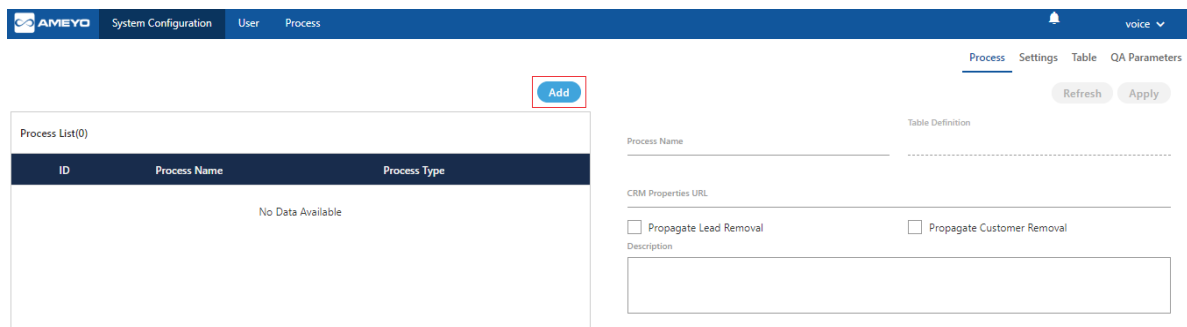 AMEYO System Configuration User Process voice
Process Settings Table QA Parameters
Add
Refresh Apply
Process List(0)
ID Process Name Process Type
No Data Available
Process Name
Table Definition
CRM Properties URL
Propagate Lead Removal
Propagate Customer Removal
Description